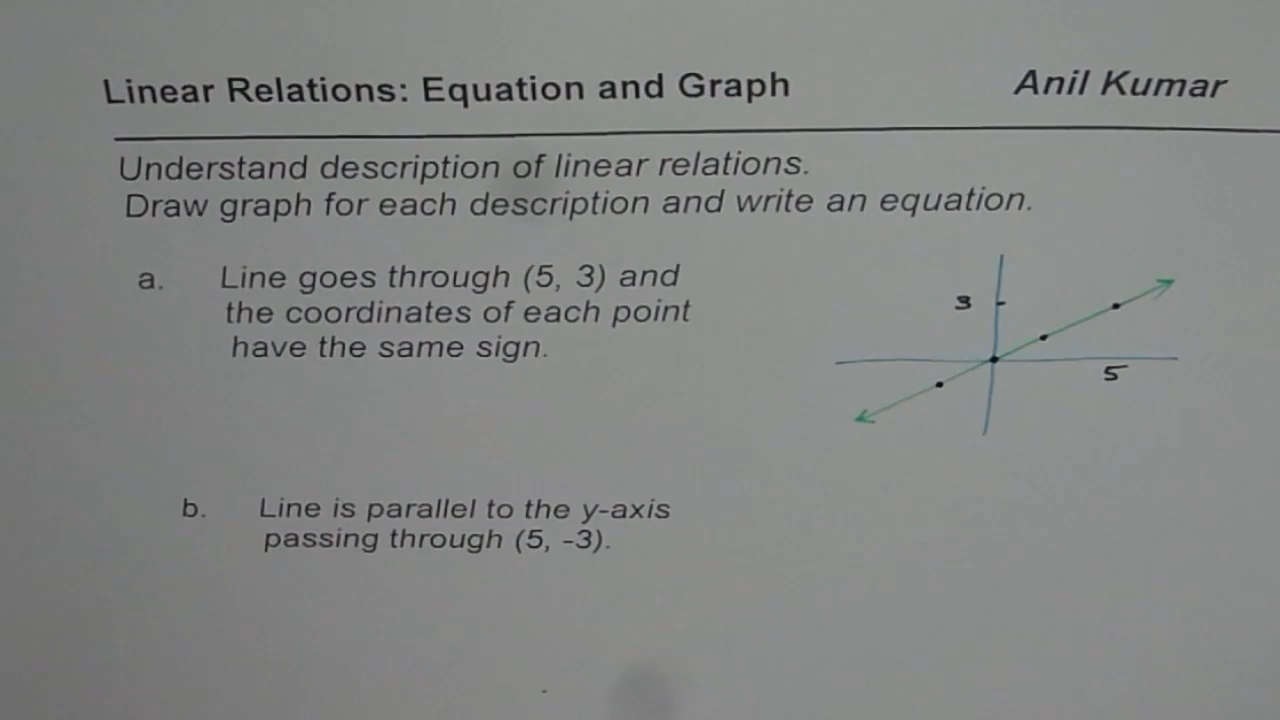 Linear Relations: Equation and Graph
Anil Kumar
Understand description of linear relations.
Draw graph for each description and write an equation.
a. Line goes through (5, 3) and
the coordinates of each point
have the same sign.
3
5
b. Line is parallel to the y-axis
passing through (5, -3).